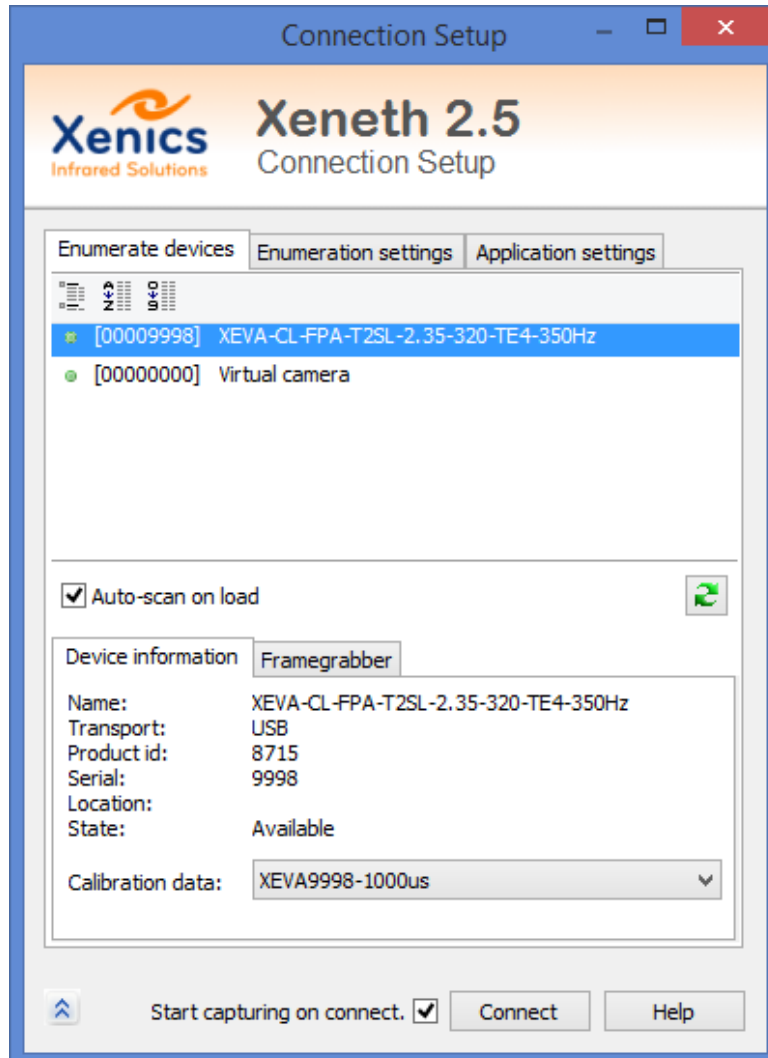 Connection Setup
Xenics
Infrared Solutions
Xeneth 2.5
Connection Setup
Enumerate devices Enumeration settings Application settings
A Z 0 9
[00009998] XEVA-CL-FPA-T2SL-2.35-320-TE4-350Hz
[00000000] Virtual camera
Auto-scan on load
Device information Framegrabber
Name: XEVA-CL-FPA-T2SL-2.35-320-TE4-350Hz
Transport: USB
Product id: 8715
Serial: 9998
Location:
State: Available
Calibration data: XEVA9998-1000us
Start capturing on connect. Connect Help